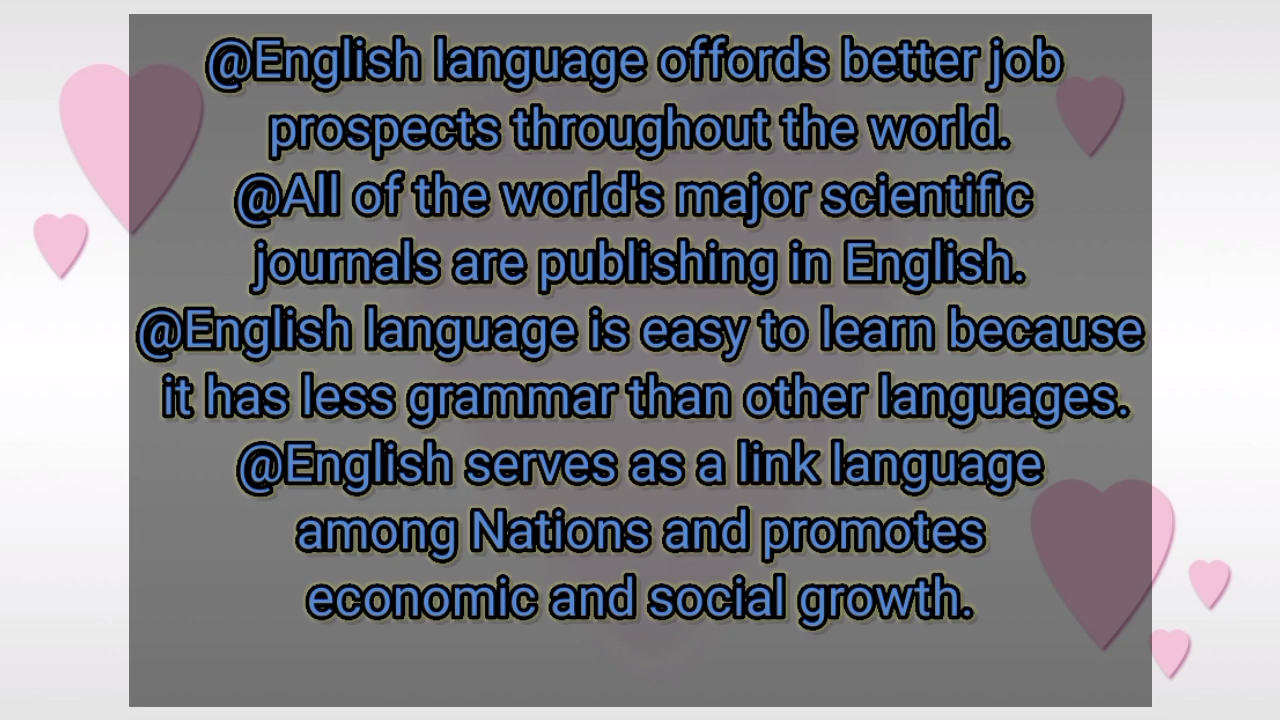 @English language offords better job
prospects throughout the world.
@All of the world's major scientific
journals are publishing in English.
@English language is easy to learn because
it has less grammar than other languages.
@English serves as a link language
among Nations and promotes
economic and social growth.